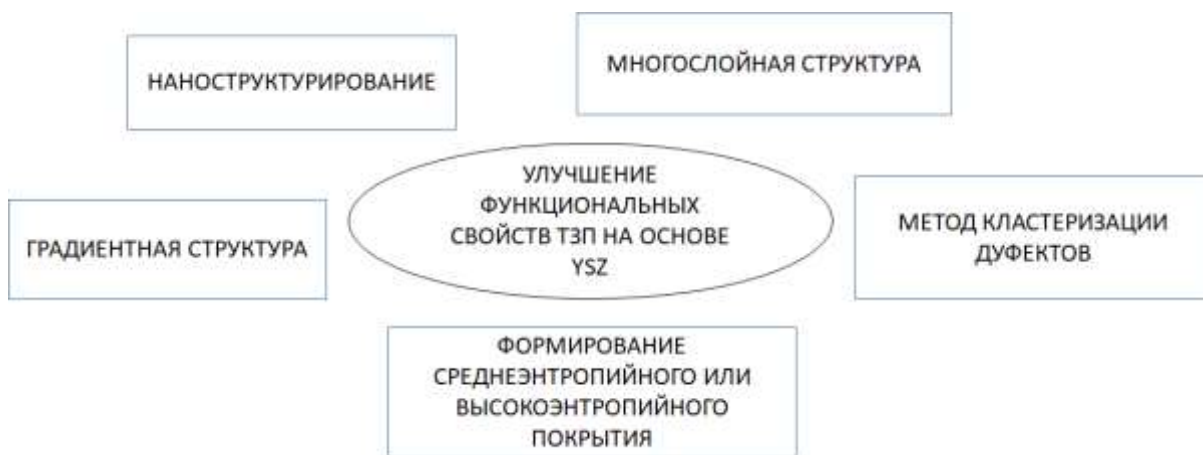 НАНОСТРУКТУРИРОВАНИЕ
МНОГОСЛОЙНАЯ СТРУКТУРА
УЛУЧШЕНИЕ
ФУНКЦИОНАЛЬНЫХ
СВОЙСТВ ТЗП НА ОСНОВЕ
YSZ
ГРАДИЕНТНАЯ СТРУКТУРА
МЕТОД КЛАСТЕРИЗАЦИИ
ДУФЕКТОВ
ФОРМИРОВАНИЕ
СРЕДНЕЭНТРОПИЙНОГО ИЛИ
ВЫСОКОЭНТРОПИЙНОГО
ПОКРЫТИЯ